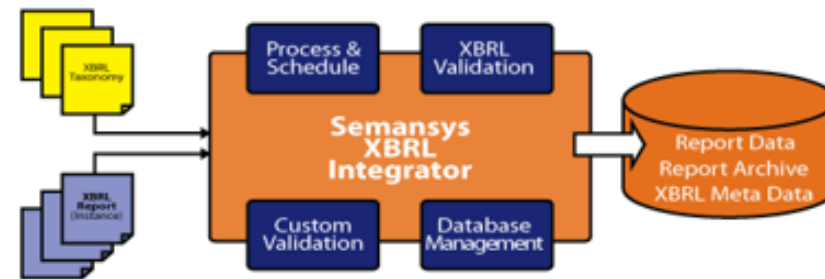 XBRL
Taxonomy
XBRL
Report
(Instance)
Process &
Schedule
XBRL
Validation
Semansys
XBRL
Integrator
Custom
Validation
Database
Management
Report Data
Report Archive
XBRL Meta Data